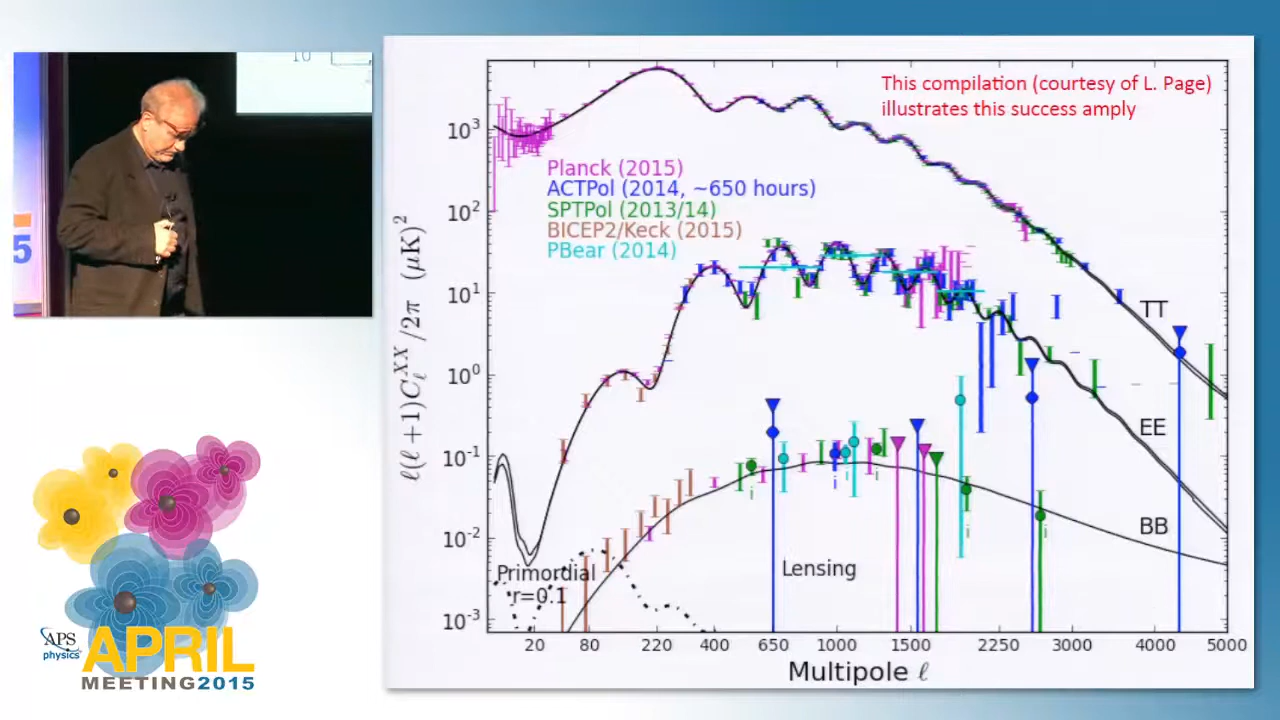 This compilation (courtesy of L. Page)
illustrates this success amply
Planck (2015)
ACTPol (2014, ~650 hours)
SPTPol (2013/14)
BICEP2/Keck (2015)
PBear (2014)
ℓ(ℓ+1)C_ℓ^{XX}/2π (μK)²
10³
10²
10¹
10⁰
10⁻¹
10⁻²
10⁻³
TT
EE
BB
Primordial
r=0.1
Lensing
20 80 220 400 650 1000 1500 2250 3000 4000 5000
Multipole ℓ
10
5
APS
physics
APRIL
MEETING2015